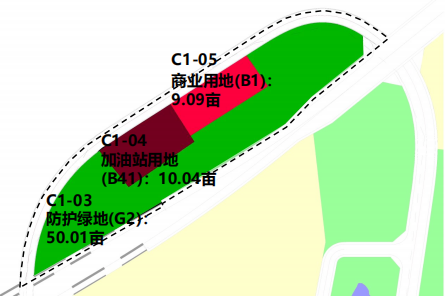 C1-05
商业用地(B1):
9.09亩
C1-04
加油站用地
(B41): 10.04亩
C1-03
防护绿地(G2):
50.01亩